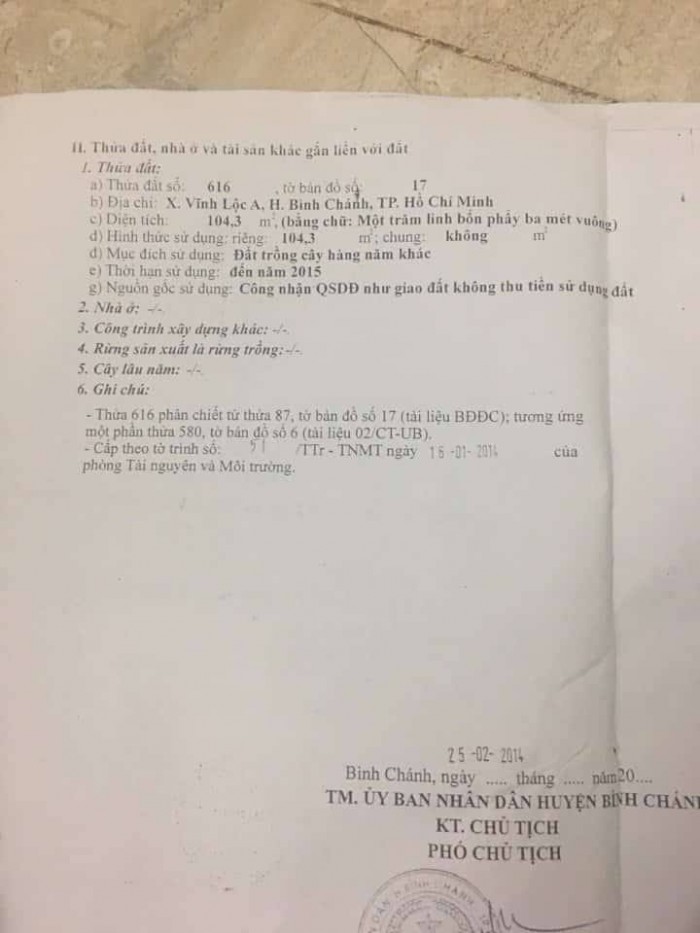 II. Thửa đất, nhà ở và tài sản khác gắn liền với đất
1. Thửa đất:
a) Thửa đất số: 616 , tờ bản đồ số: 17
b) Địa chỉ: X. Vĩnh Lộc A, H. Bình Chánh, TP. Hồ Chí Minh
c) Diện tích: 104,3 m², (bằng chữ: Một trăm linh bốn phẩy ba mét vuông)
d) Hình thức sử dụng: riêng: 104,3 m²; chung: không m²
đ) Mục đích sử dụng: Đất trồng cây hàng năm khác
e) Thời hạn sử dụng: đến năm 2015
g) Nguồn gốc sử dụng: Công nhận QSDĐ như giao đất không thu tiền sử dụng đất
2. Nhà ở: -/-
3. Công trình xây dựng khác: -/-
4. Rừng sản xuất là rừng trồng: -/-
5. Cây lâu năm: -/-
6. Ghi chú:
- Thửa 616 phân chiết từ thửa 87, tờ bản đồ số 17 (tài liệu BĐĐC); tương ứng
một phần thửa 580, tờ bản đồ số 6 (tài liệu 02/CT-UB).
- Cấp theo tờ trình số: 51 /TTr - TNMT ngày 16-01-2014 của
phòng Tài nguyên và Môi trường.
25-02-2014
Bình Chánh, ngày ..... tháng ..... năm20....
TM. ỦY BAN NHÂN DÂN HUYỆN BÌNH CHÁNH
KT. CHỦ TỊCH
PHÓ CHỦ TỊCH